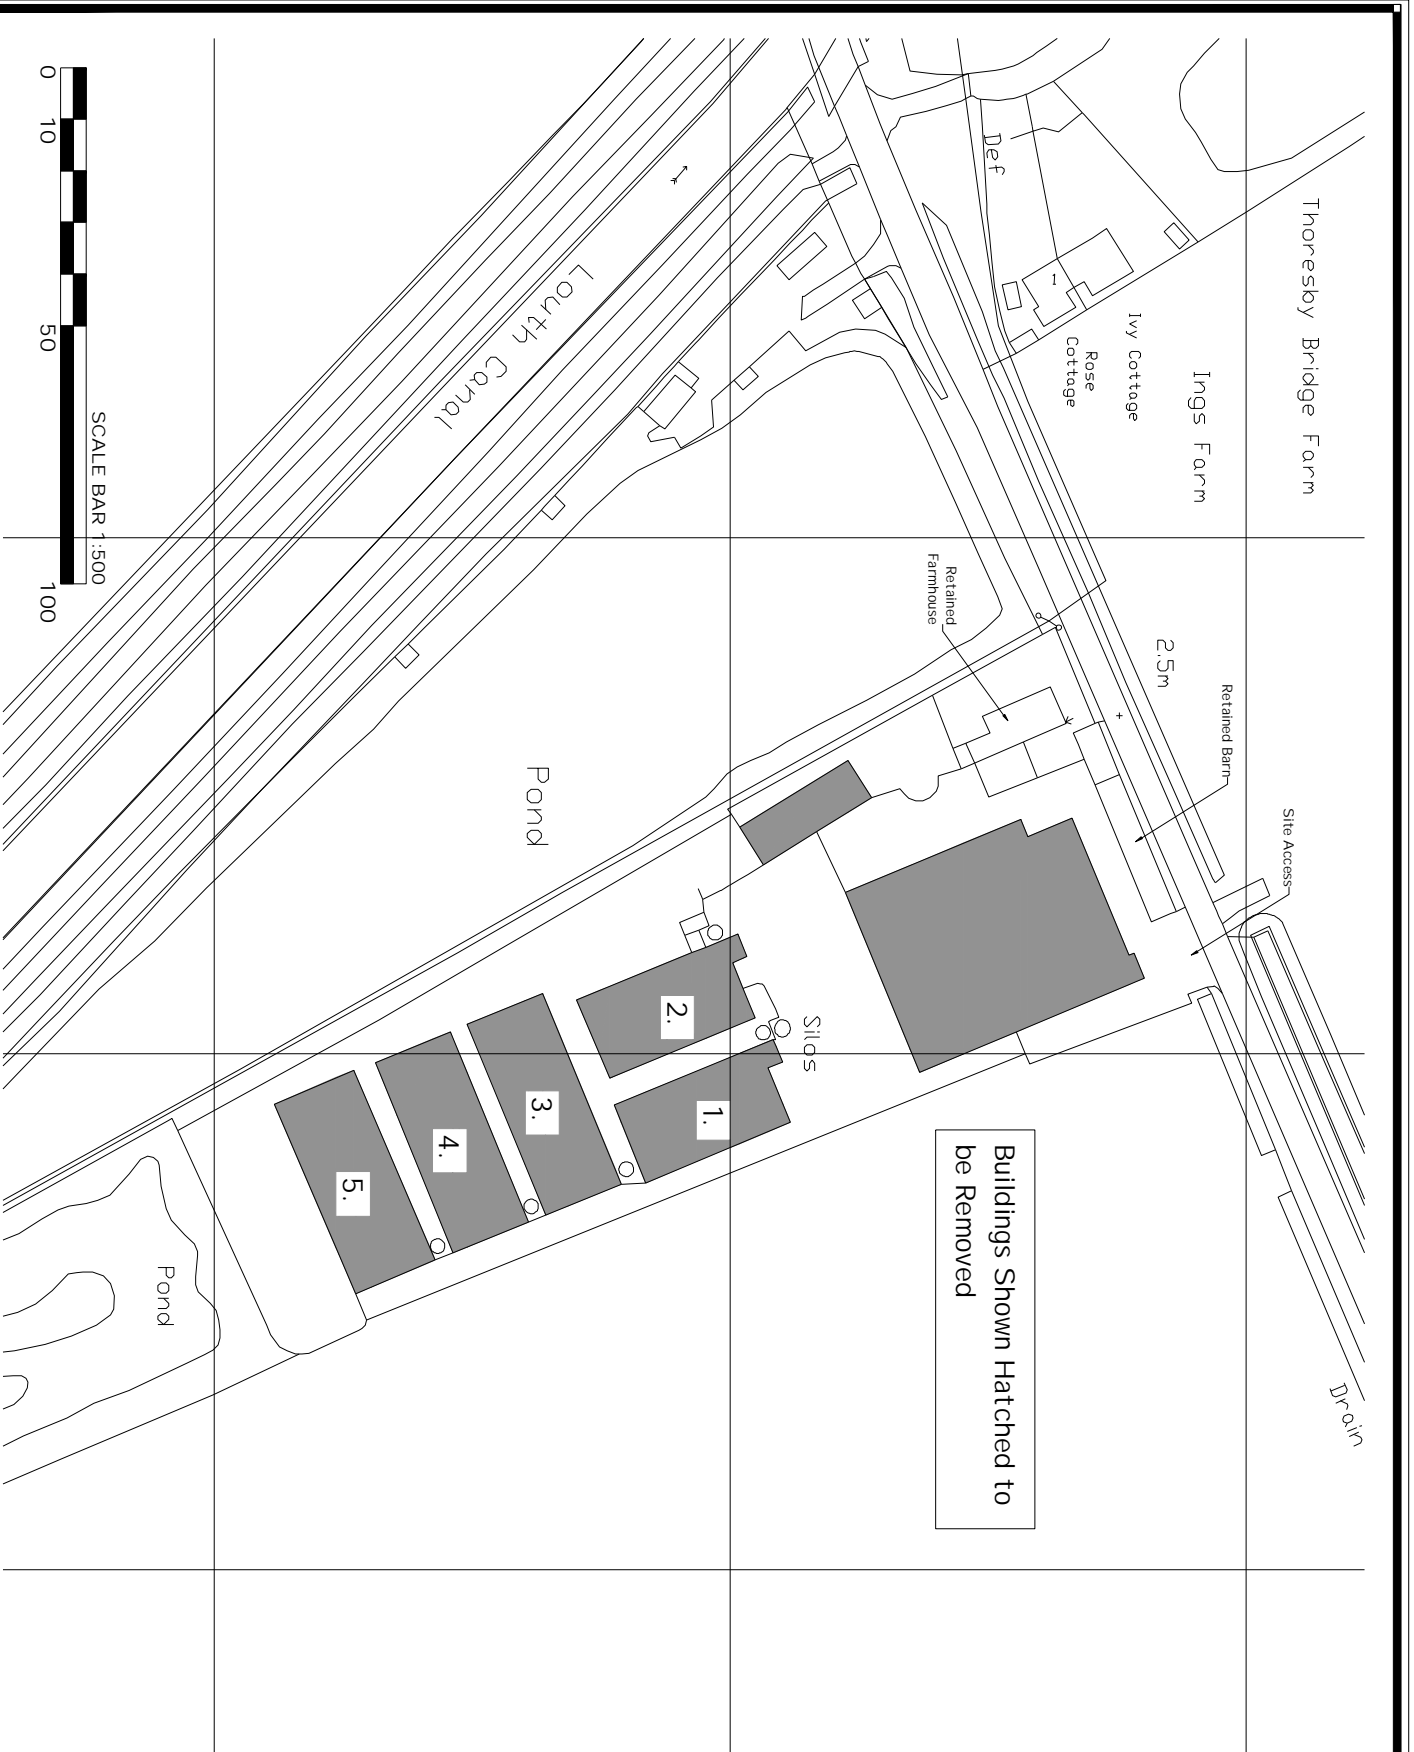 Thoresby Bridge Farm
Ings Farm
Ivy Cottage
Rose
Cottage
1
Def
2.5m
Retained Barn
Site Access
Drain
Retained
Farmhouse
Louth Canal
Pond
Silos
1.
2.
3.
4.
5.
Pond
Buildings Shown Hatched to
be Removed
SCALE BAR 1:500
0 10 50 100